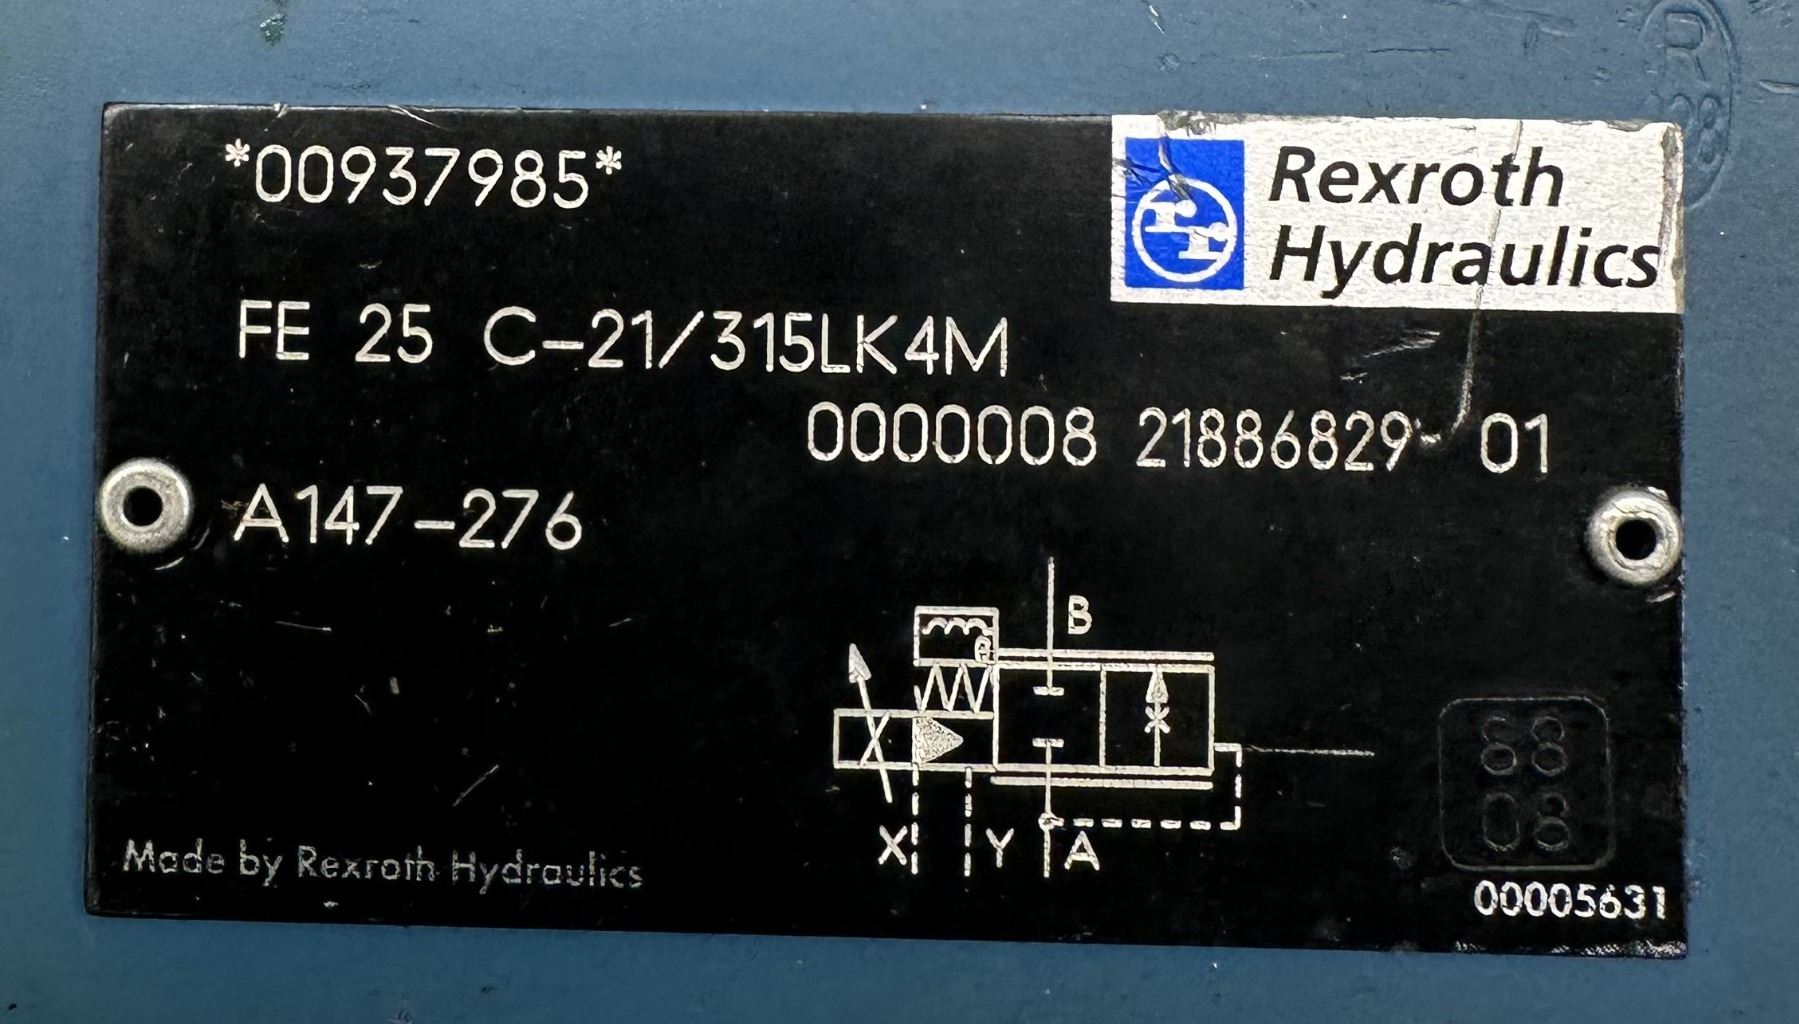 *00937985*
Rexroth
Hydraulics
FE 25 C-21/315LK4M
0000008 21886829 01
A147-276
B
X
Y
A
Made by Rexroth Hydraulics
00005631